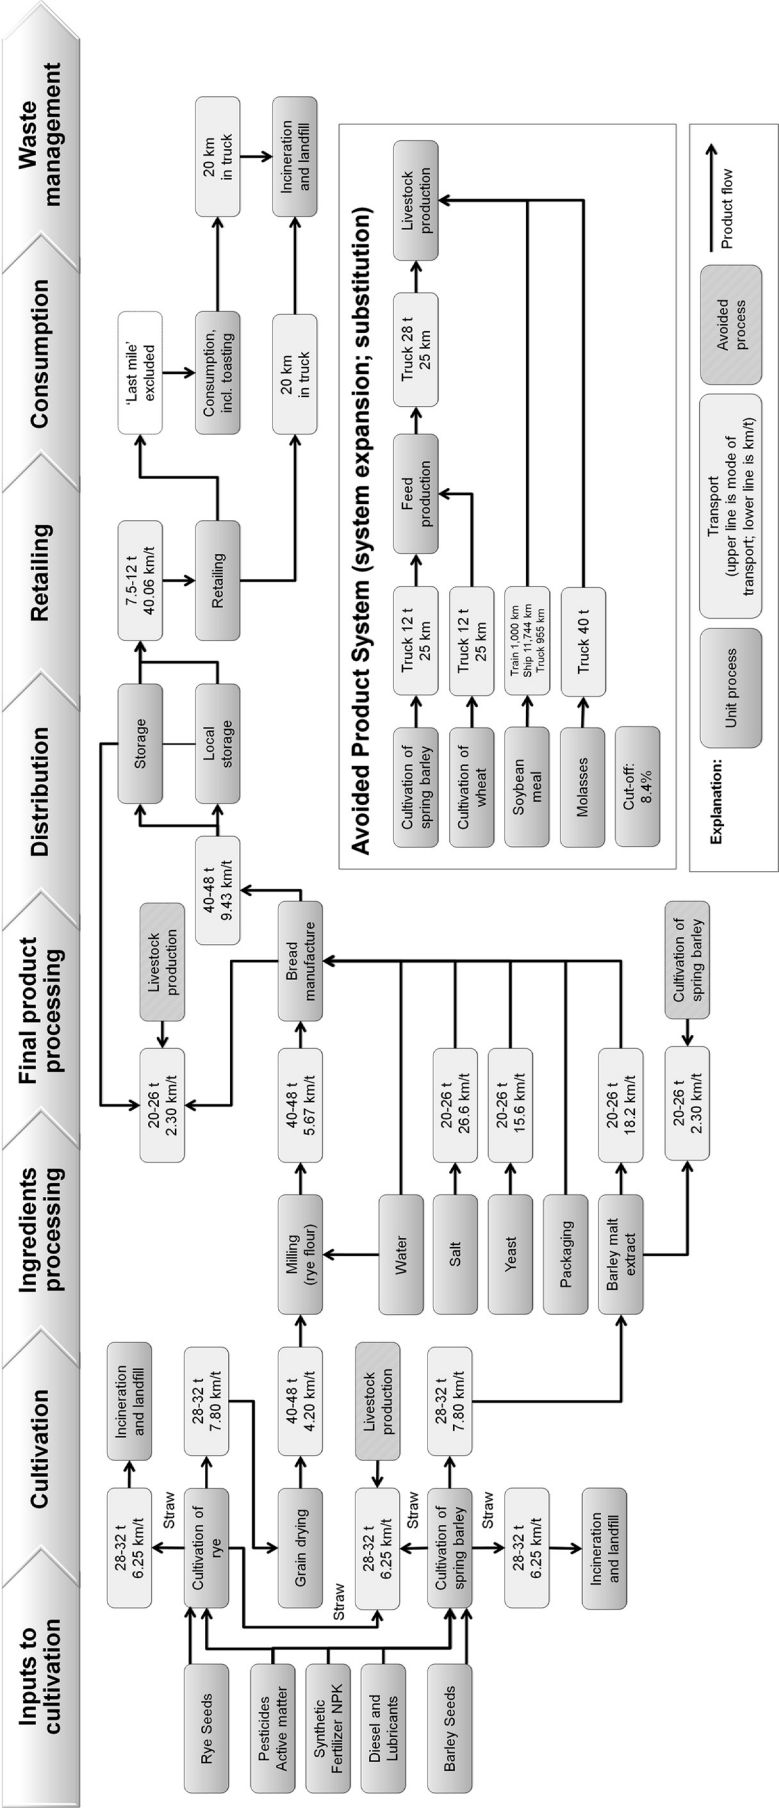 Inputs to
cultivation
Cultivation
Ingredients
processing
Final product
processing
Distribution
Retailing
Consumption
Waste
management
Rye Seeds
Pesticides
Active matter
Synthetic
Fertilizer NPK
Diesel and
Lubricants
Barley Seeds
28-32 t
6.25 km/t
Incineration
and landfill
Straw
Cultivation of
rye
28-32 t
7.80 km/t
Grain drying
40-48 t
4.20 km/t
Straw
28-32 t
6.25 km/t
Livestock
production
Straw
Cultivation of
spring barley
28-32 t
7.80 km/t
Straw
28-32 t
6.25 km/t
Incineration
and landfill
Milling
(rye flour)
Water
Salt
Yeast
Packaging
Barley malt
extract
20-26 t
2.30 km/t
Livestock
production
40-48 t
5.67 km/t
Bread
manufacture
20-26 t
26.6 km/t
20-26 t
15.6 km/t
20-26 t
18.2 km/t
20-26 t
2.30 km/t
Cultivation of
spring barley
40-48 t
9.43 km/t
Storage
Local
storage
7.5-12 t
40.06 km/t
Retailing
'Last mile'
excluded
Consumption,
incl. toasting
20 km
in truck
20 km
in truck
Incineration
and landfill
Avoided Product System (system expansion; substitution)
Cultivation of
spring barley
Truck 12 t
25 km
Feed
production
Truck 28 t
25 km
Livestock
production
Cultivation of
wheat
Truck 12 t
25 km
Soybean
meal
Train 1,000 km
Ship 11,744 km
Truck 955 km
Molasses
Truck 40 t
Cut-off:
8.4%
Explanation:
Unit process
Transport
(upper line is mode of
transport; lower line is km/t)
Avoided
process
Product flow